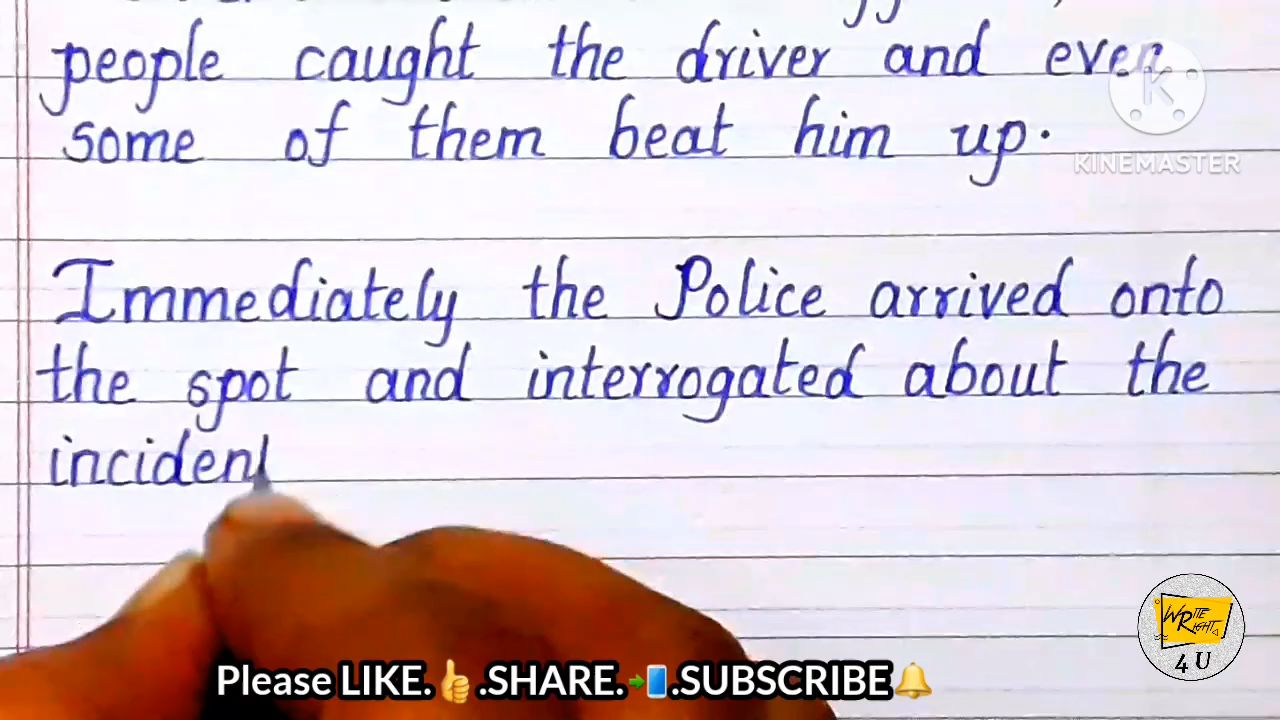 people caught the driver and even
some of them beat him up.
KINEMASTER
Immediately the Police arrived onto
the spot and interrogated about the
inciden
WRITE
RIGHT
4 U
Please LIKE.👍.SHARE.📲.SUBSCRIBE🔔